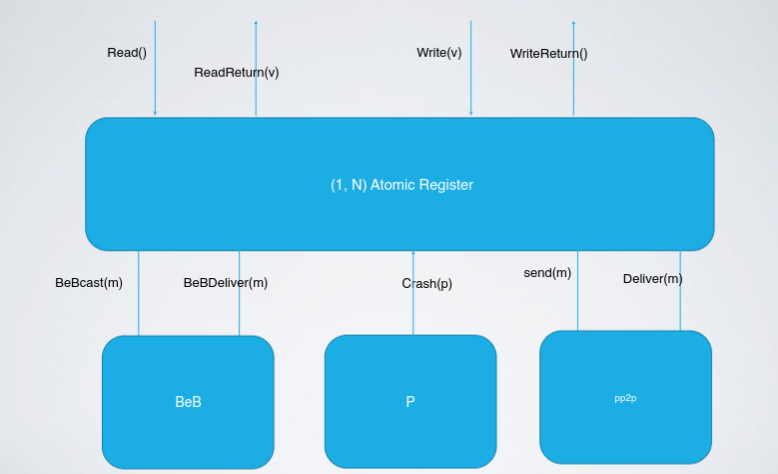 Read()
ReadReturn(v)
Write(v)
WriteReturn()
(1, N) Atomic Register
BeBcast(m)
BeBDeliver(m)
Crash(p)
send(m)
Deliver(m)
BeB
P
pp2p